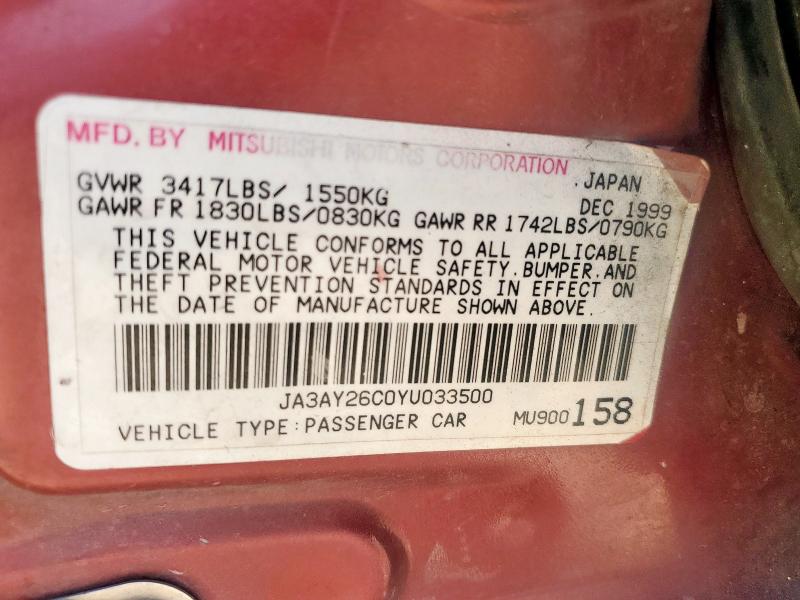 MFD. BY MITSUBISHI MOTORS CORPORATION
.JAPAN
GVWR 3417LBS/ 1550KG
DEC 1999
GAWR FR 1830LBS/0830KG GAWR RR 1742LBS/0790KG
THIS VEHICLE CONFORMS TO ALL APPLICABLE
FEDERAL MOTOR VEHICLE SAFETY.BUMPER.AND
THEFT PREVENTION STANDARDS IN EFFECT ON
THE DATE OF MANUFACTURE SHOWN ABOVE.
JA3AY26C0YU033500
VEHICLE TYPE:PASSENGER CAR
MU900158